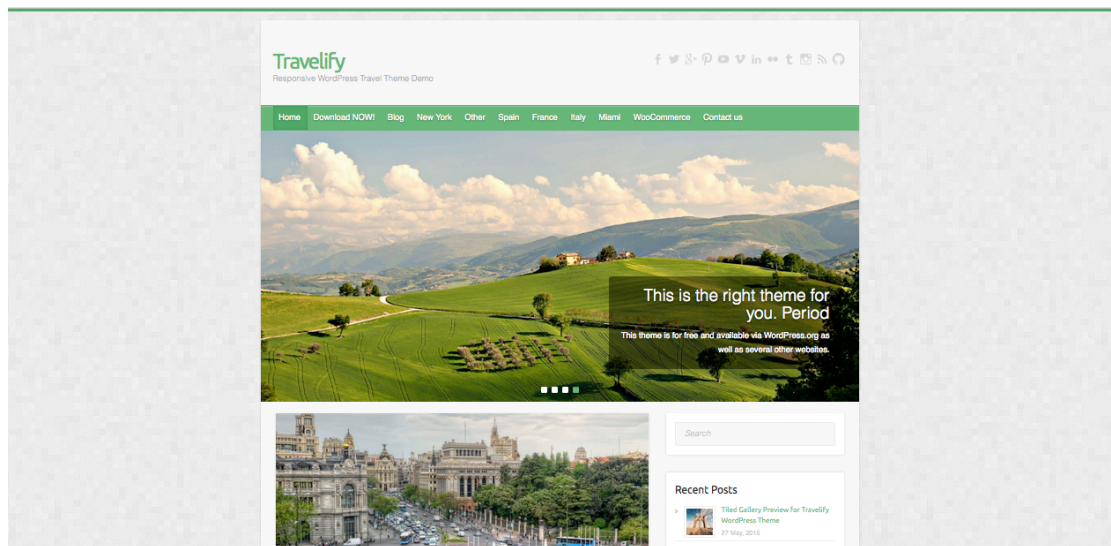 Travelify
Responsive WordPress Travel Theme Demo
Home Download NOW! Blog New York Other Spain France Italy Miami WooCommerce Contact us
This is the right theme for
you. Period
This theme is for free and available via WordPress.org as
well as several other websites.
Search
Recent Posts
Tiled Gallery Preview for Travelify
WordPress Theme
27 May, 2015